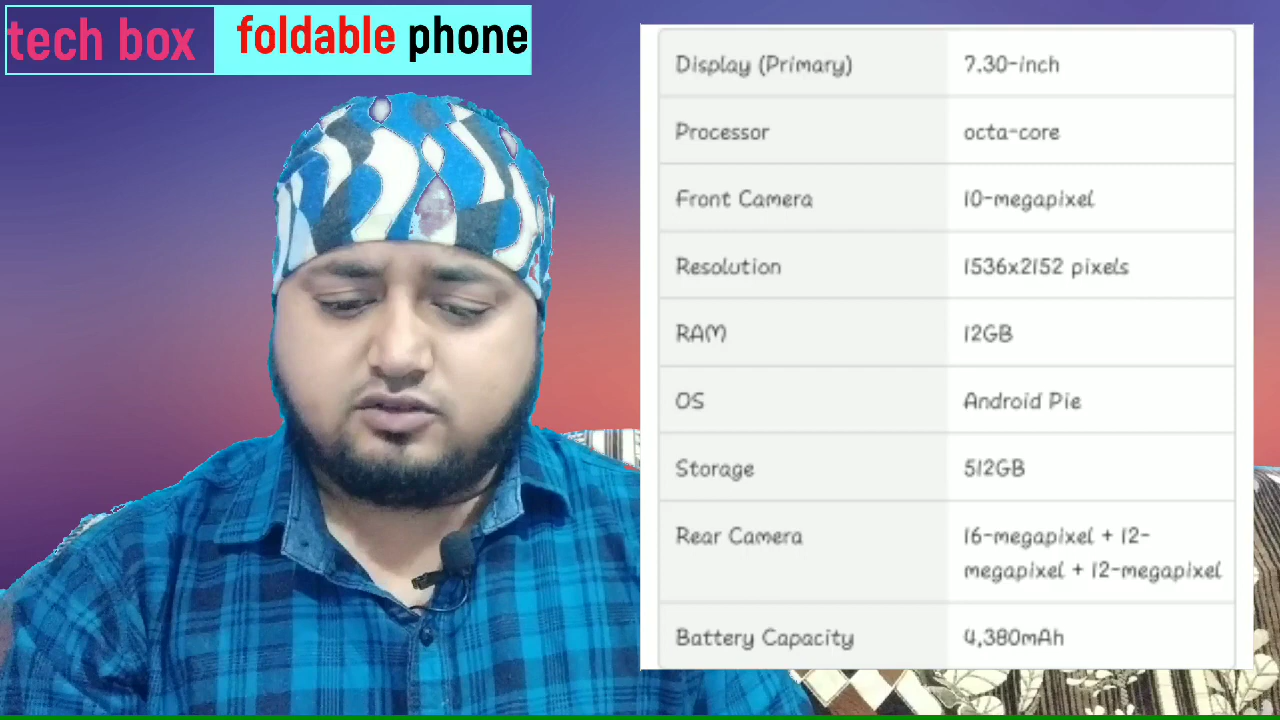 tech box foldable phone
Display (Primary) 7.30-inch
Processor octa-core
Front Camera 10-megapixel
Resolution 1536x2152 pixels
RAM 12GB
OS Android Pie
Storage 512GB
Rear Camera 16-megapixel + 12-
megapixel + 12-megapixel
Battery Capacity 4,380mAh